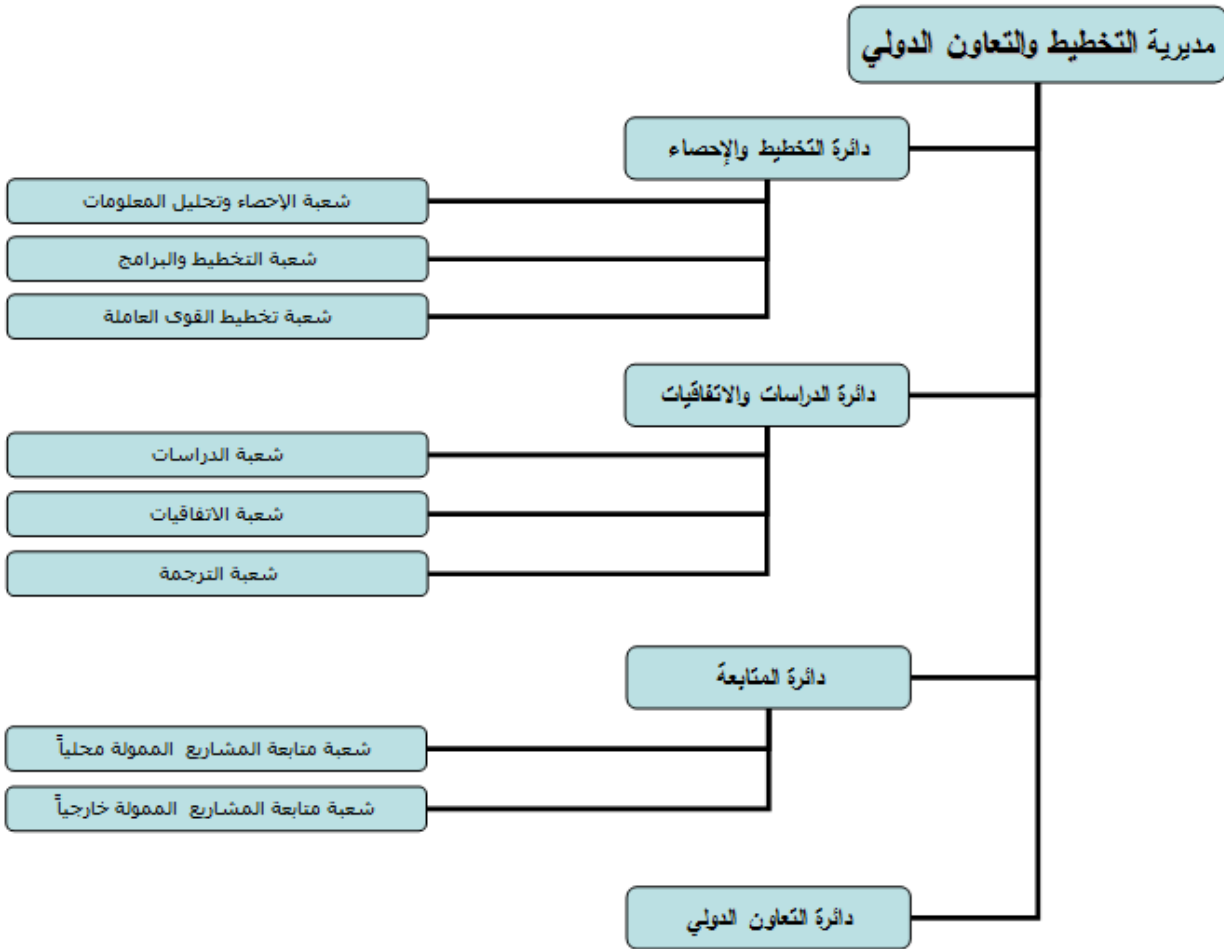 مديرية التخطيط والتعاون الدولي
دائرة التخطيط والإحصاء
شعبة الإحصاء وتحليل المعلومات
شعبة التخطيط والبرامج
شعبة تخطيط القوى العاملة
دائرة الدراسات والاتفاقيات
شعبة الدراسات
شعبة الاتفاقيات
شعبة الترجمة
دائرة المتابعة
شعبة متابعة المشاريع الممولة محلياً
شعبة متابعة المشاريع الممولة خارجياً
دائرة التعاون الدولي